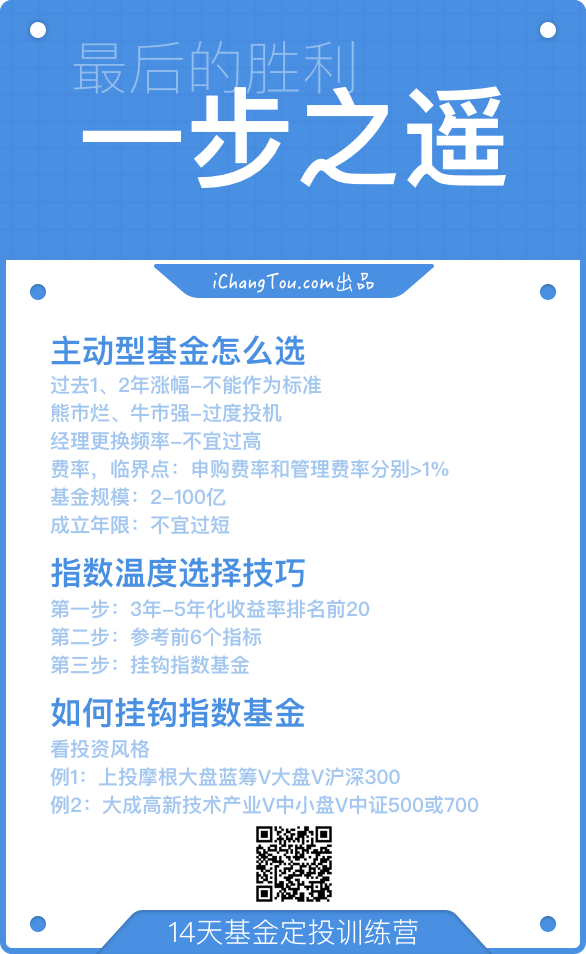 最后的胜利
一步之遥
iChangTou.com出品
主动型基金怎么选
过去1、2年涨幅-不能作为标准
熊市烂、牛市强-过度投机
经理更换频率-不宜过高
费率，临界点：申购费率和管理费率分别>1%
基金规模：2-100亿
成立年限：不宜过短
指数温度选择技巧
第一步：3年-5年化收益率排名前20
第二步：参考前6个指标
第三步：挂钩指数基金
如何挂钩指数基金
看投资风格
例1：上投摩根大盘蓝筹V大盘V沪深300
例2：大成高新技术产业V中小盘V中证500或700
14天基金定投训练营